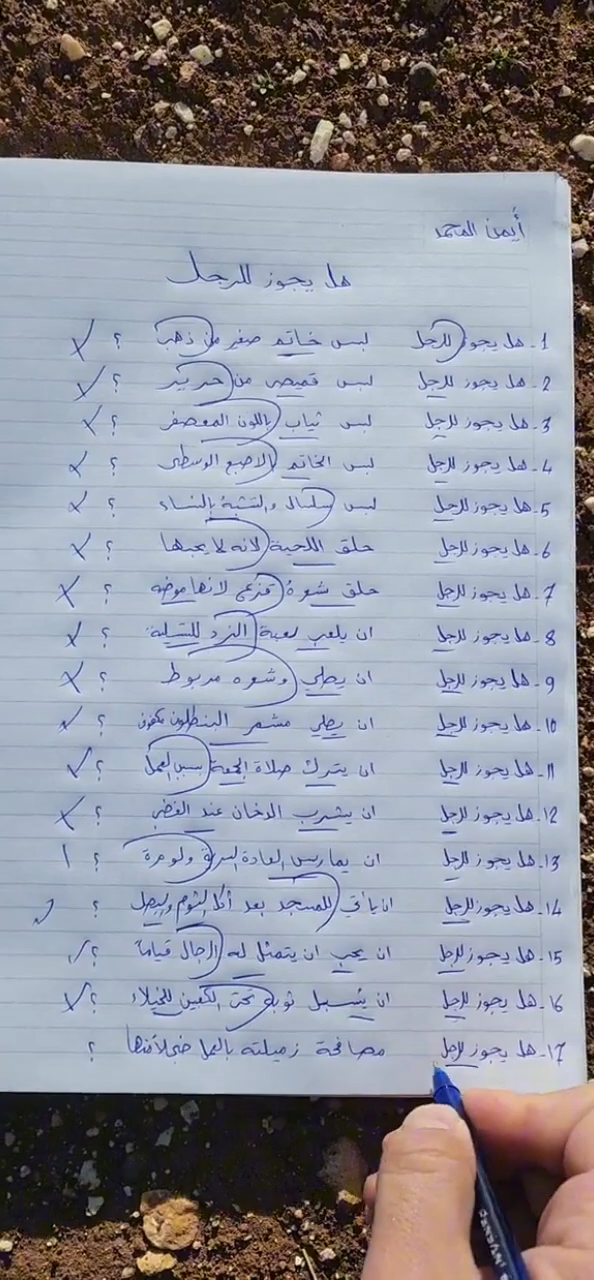 أيمن المحمد
هل يجوز للرجل
1- هل يجوز للرجل لبس خاتم صغير من ذهب ؟
2- هل يجوز للرجل لبس قميص من حرير ؟
3- هل يجوز للرجل لبس ثياب باللون المعصفر ؟
4- هل يجوز للرجل لبس الخاتم بالاصبع الوسطى ؟
5- هل يجوز للرجل لبس سلسال والتشبه بالنساء ؟
6- هل يجوز للرجل حلق اللحية لانه لا يحبها ؟
7- هل يجوز للرجل حلق شعرة قزعى لانها موضه ؟
8- هل يجوز للرجل ان يلعب لعبة النرد للتسلية ؟
9- هل يجوز للرجل ان يصلي وشعره مربوط ؟
10- هل يجوز للرجل ان يصلي مشمر البنطلون ؟
11- هل يجوز للرجل ان يترك صلاة الجمعة بسبب العمل ؟
12- هل يجوز للرجل ان يشرب الدخان عند الغضب ؟
13- هل يجوز للرجل ان يمارس العادة السرية ولو مرة ؟
14- هل يجوز للرجل ان يأتي للمسجد بعد أكل الثوم والبصل ؟
15- هل يجوز للرجل ان يحب ان يتمثل له الرجال قياماً ؟
16- هل يجوز للرجل ان يسبل ثوبه تحت الكعبين للخيلاء ؟
17- هل يجوز للرجل مصافحة زميلته بالعمل ؟
INVENTO